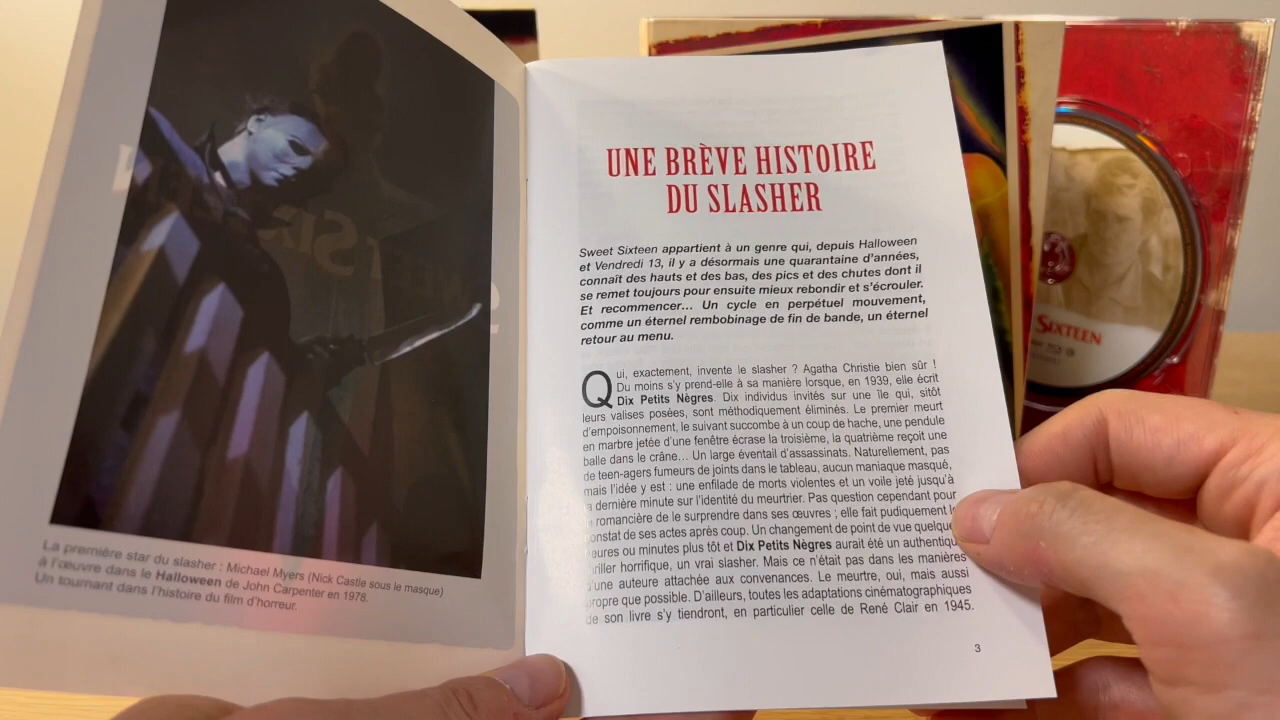 La première star du slasher : Michael Myers (Nick Castle sous le masque)
à l'œuvre dans le Halloween de John Carpenter en 1978.
Un tournant dans l'histoire du film d'horreur.
UNE BRÈVE HISTOIRE
DU SLASHER
Sweet Sixteen appartient à un genre qui, depuis Halloween
et Vendredi 13, il y a désormais une quarantaine d'années,
connaît des hauts et des bas, des pics et des chutes dont il
se remet toujours pour ensuite mieux rebondir et s'écrouler.
Et recommencer... Un cycle en perpétuel mouvement,
comme un éternel rembobinage de fin de bande, un éternel
retour au menu.
Qui, exactement, invente le slasher ? Agatha Christie bien sûr !
Du moins s'y prend-elle à sa manière lorsque, en 1939, elle écrit
Dix Petits Nègres. Dix individus invités sur une île qui, sitôt
leurs valises posées, sont méthodiquement éliminés. Le premier meurt
d'empoisonnement, le suivant succombe à un coup de hache, une pendule
en marbre jetée d'une fenêtre écrase la troisième, la quatrième reçoit une
balle dans le crâne... Un large éventail d'assassinats. Naturellement, pas
de teen-agers fumeurs de joints dans le tableau, aucun maniaque masqué,
mais l'idée y est : une enfilade de morts violentes et un voile jeté jusqu'à
la dernière minute sur l'identité du meurtrier. Pas question cependant pour
romancière de le surprendre dans ses œuvres ; elle fait pudiquement le
constat de ses actes après coup. Un changement de point de vue quelques
heures ou minutes plus tôt et Dix Petits Nègres aurait été un authentique
thriller horrifique, un vrai slasher. Mais ce n'était pas dans les manières
d'une auteure attachée aux convenances. Le meurtre, oui, mais aussi
propre que possible. D'ailleurs, toutes les adaptations cinématographiques
de son livre s'y tiendront, en particulier celle de René Clair en 1945.
3
SIXTEEN